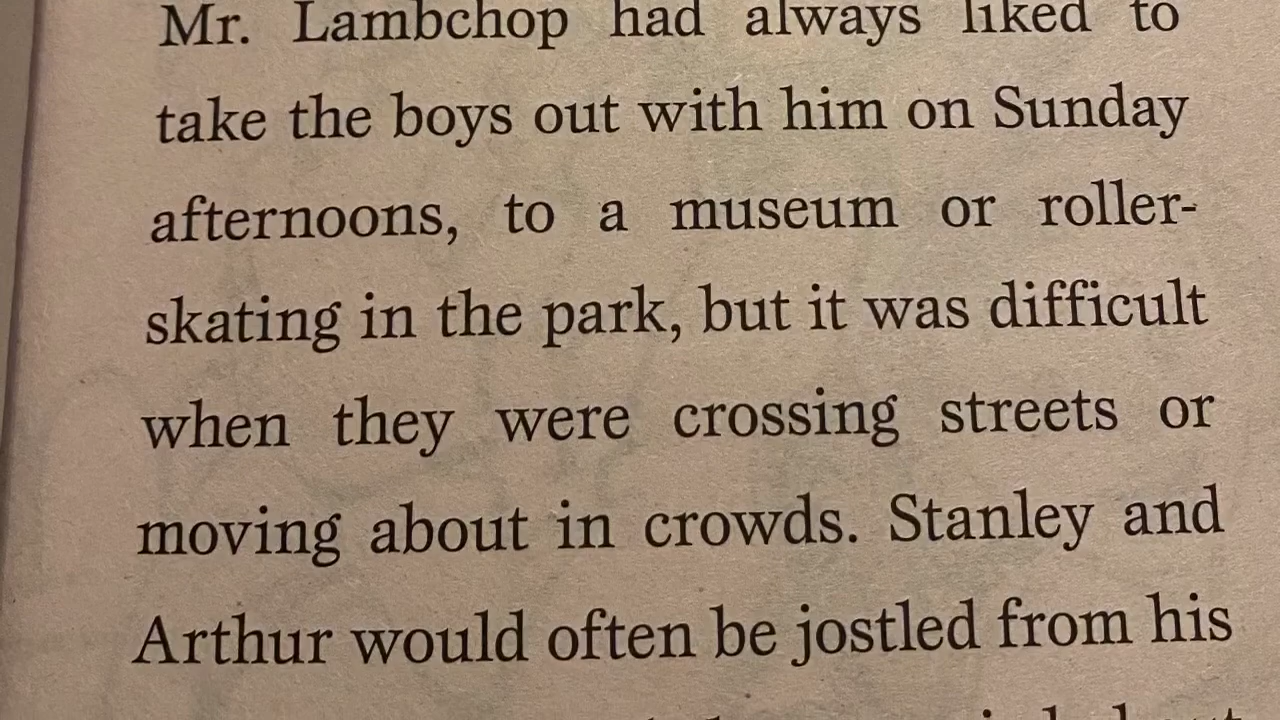 Mr. Lambchop had always liked to
take the boys out with him on Sunday
afternoons, to a museum or roller-
skating in the park, but it was difficult
when they were crossing streets or
moving about in crowds. Stanley and
Arthur would often be jostled from his